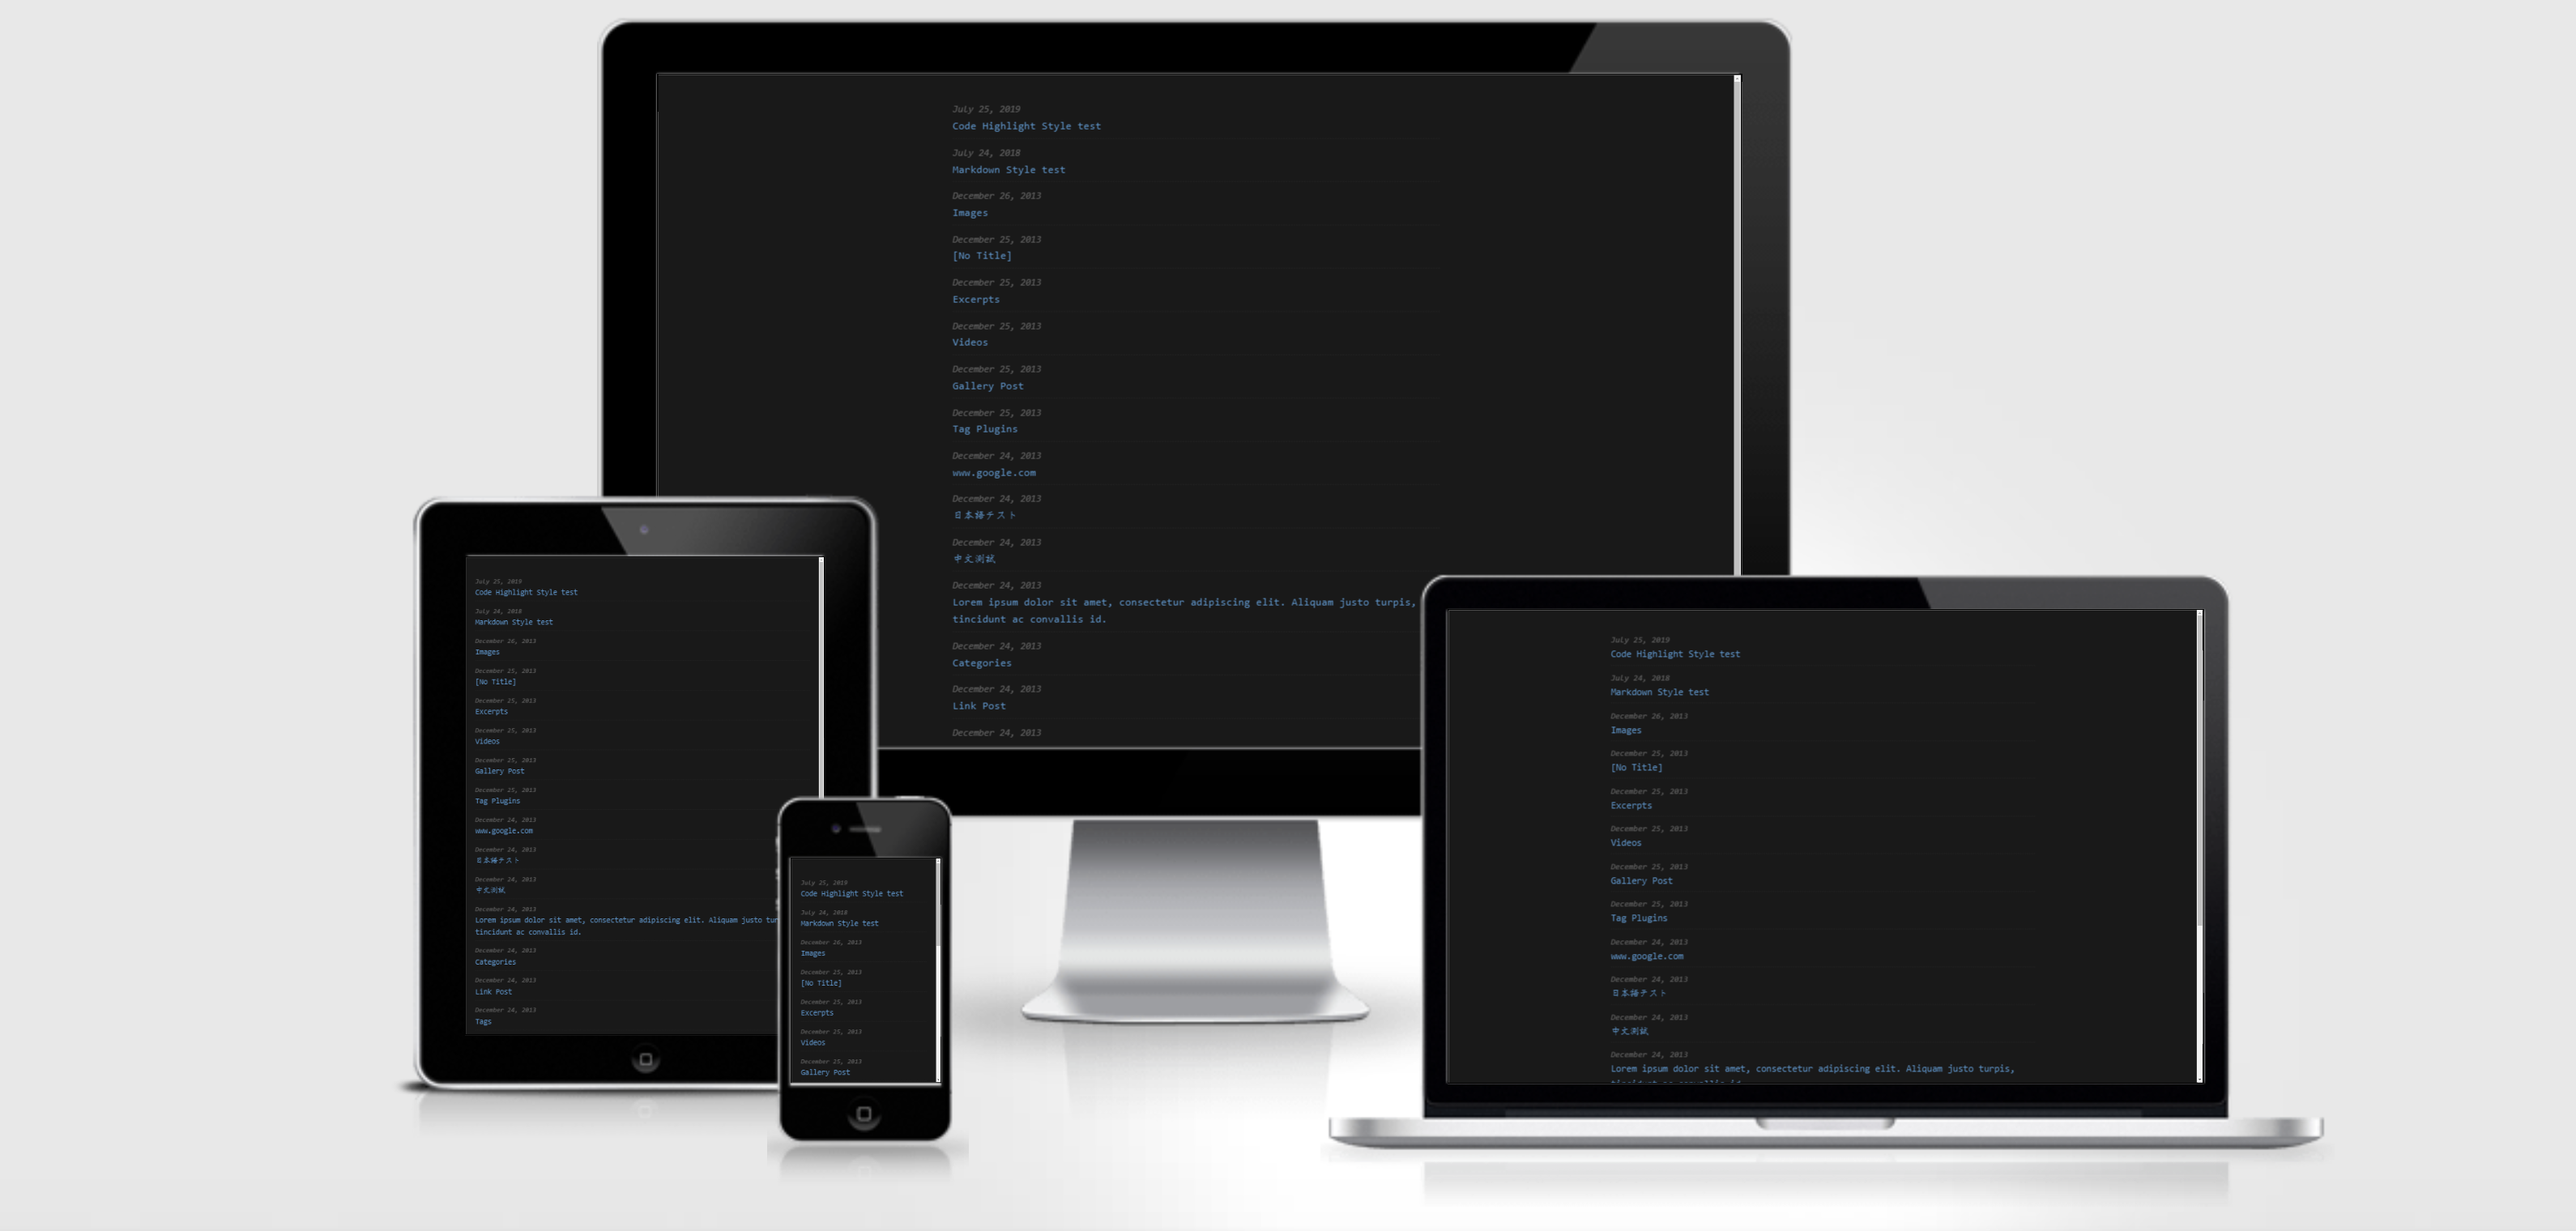 July 25, 2019
Code Highlight Style test
July 24, 2018
Markdown Style test
December 26, 2013
Images
December 25, 2013
[No Title]
December 25, 2013
Excerpts
December 25, 2013
Videos
December 25, 2013
Gallery Post
December 25, 2013
Tag Plugins
December 24, 2013
www.google.com
December 24, 2013
日本語テスト
December 24, 2013
中文測試
December 24, 2013
Lorem ipsum dolor sit amet, consectetur adipiscing elit. Aliquam justo turpis,
tincidunt ac convallis id.
December 24, 2013
Categories
December 24, 2013
Link Post
December 24, 2013
July 25, 2019
Code Highlight Style test
July 24, 2018
Markdown Style test
December 26, 2013
Images
December 25, 2013
[No Title]
December 25, 2013
Excerpts
December 25, 2013
Videos
December 25, 2013
Gallery Post
December 25, 2013
Tag Plugins
December 24, 2013
www.google.com
December 24, 2013
日本語テスト
December 24, 2013
中文測試
December 24, 2013
Lorem ipsum dolor sit amet, consectetur adipiscing elit. Aliquam justo
tincidunt ac convallis id.
December 24, 2013
Categories
December 24, 2013
Link Post
December 24, 2013
Tags
July 25, 2019
Code Highlight Style test
July 24, 2018
Markdown Style test
December 26, 2013
Images
December 25, 2013
[No Title]
December 25, 2013
Excerpts
December 25, 2013
Videos
December 25, 2013
Gallery Post
July 25, 2019
Code Highlight Style test
July 24, 2018
Markdown Style test
December 26, 2013
Images
December 25, 2013
[No Title]
December 25, 2013
Excerpts
December 25, 2013
Videos
December 25, 2013
Gallery Post
December 25, 2013
Tag Plugins
December 24, 2013
www.google.com
December 24, 2013
日本語テスト
December 24, 2013
中文測試
December 24, 2013
Lorem ipsum dolor sit amet, consectetur adipiscing elit. Aliquam justo turpis,